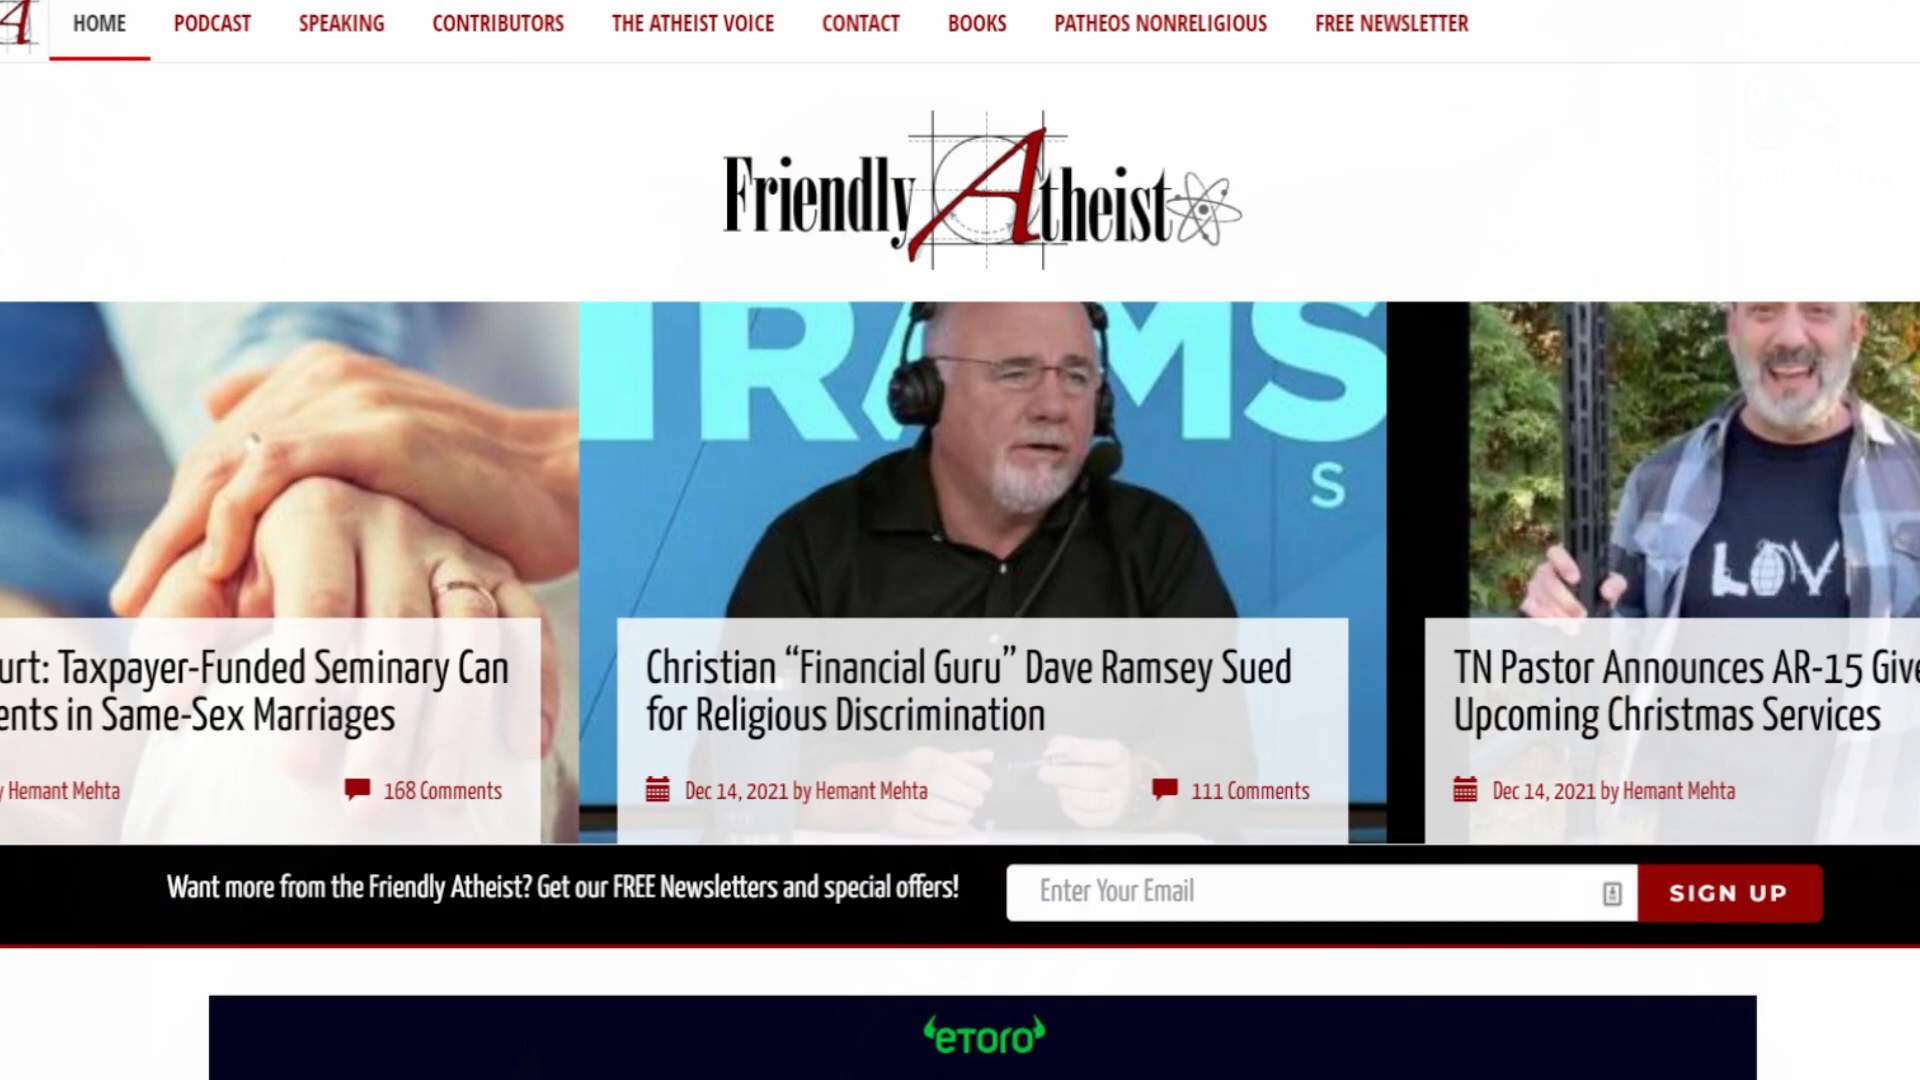 A
HOME PODCAST SPEAKING CONTRIBUTORS THE ATHEIST VOICE CONTACT BOOKS PATHEOS NONRELIGIOUS FREE NEWSLETTER
Friendly Atheist
RAMS
S
LOV
urt: Taxpayer-Funded Seminary Can
ents in Same-Sex Marriages
y Hemant Mehta 168 Comments
Christian “Financial Guru” Dave Ramsey Sued
for Religious Discrimination
Dec 14, 2021 by Hemant Mehta 111 Comments
TN Pastor Announces AR-15 Give
Upcoming Christmas Services
Dec 14, 2021 by Hemant Mehta
Want more from the Friendly Atheist? Get our FREE Newsletters and special offers!
Enter Your Email
SIGN UP
eToro